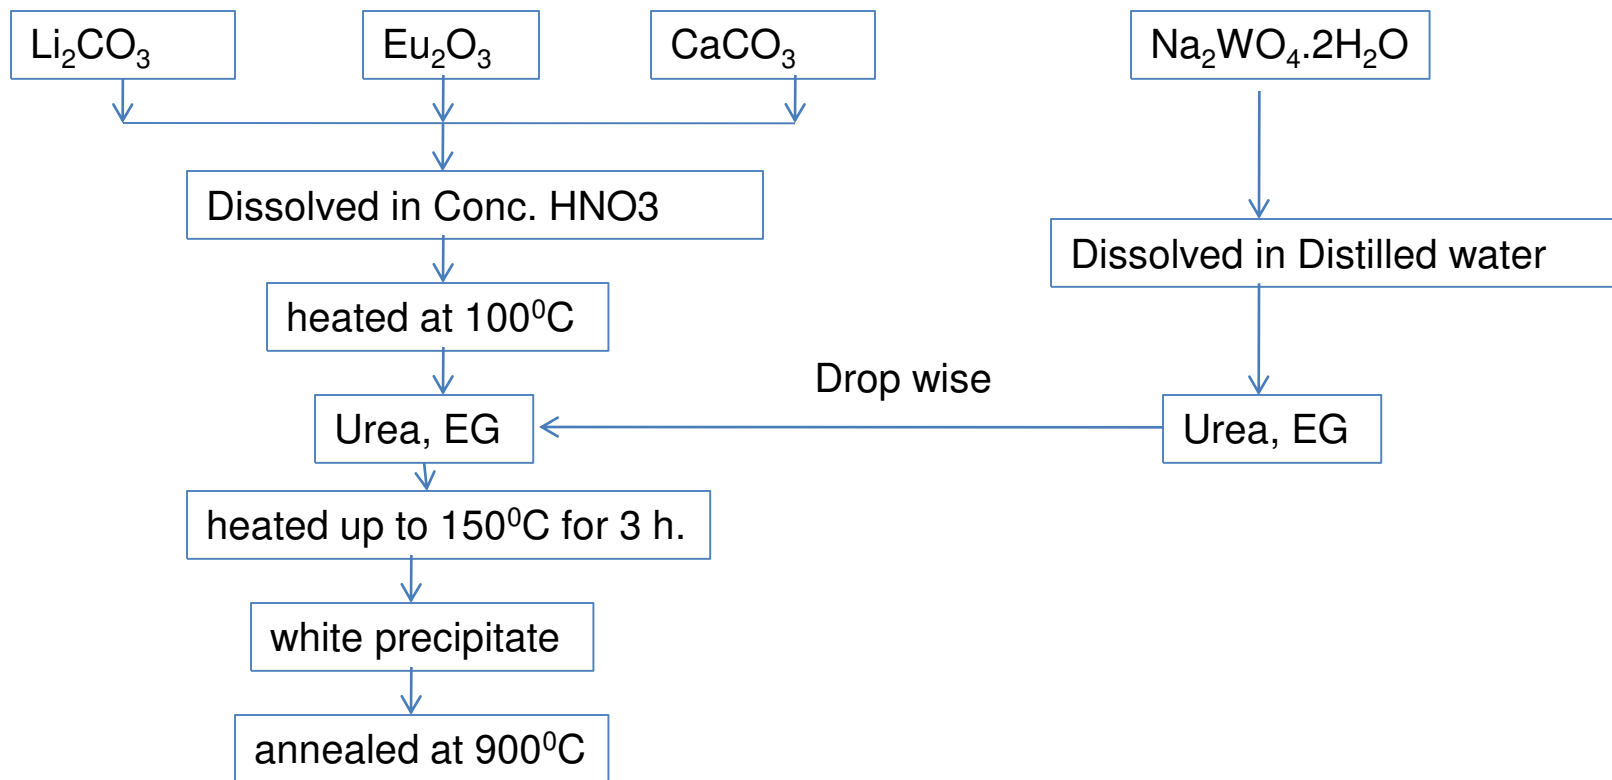 Li₂CO₃
Eu₂O₃
CaCO₃
Na₂WO₄.2H₂O
Dissolved in Conc. HNO3
Dissolved in Distilled water
heated at 100⁰C
Drop wise
Urea, EG
Urea, EG
heated up to 150⁰C for 3 h.
white precipitate
annealed at 900⁰C